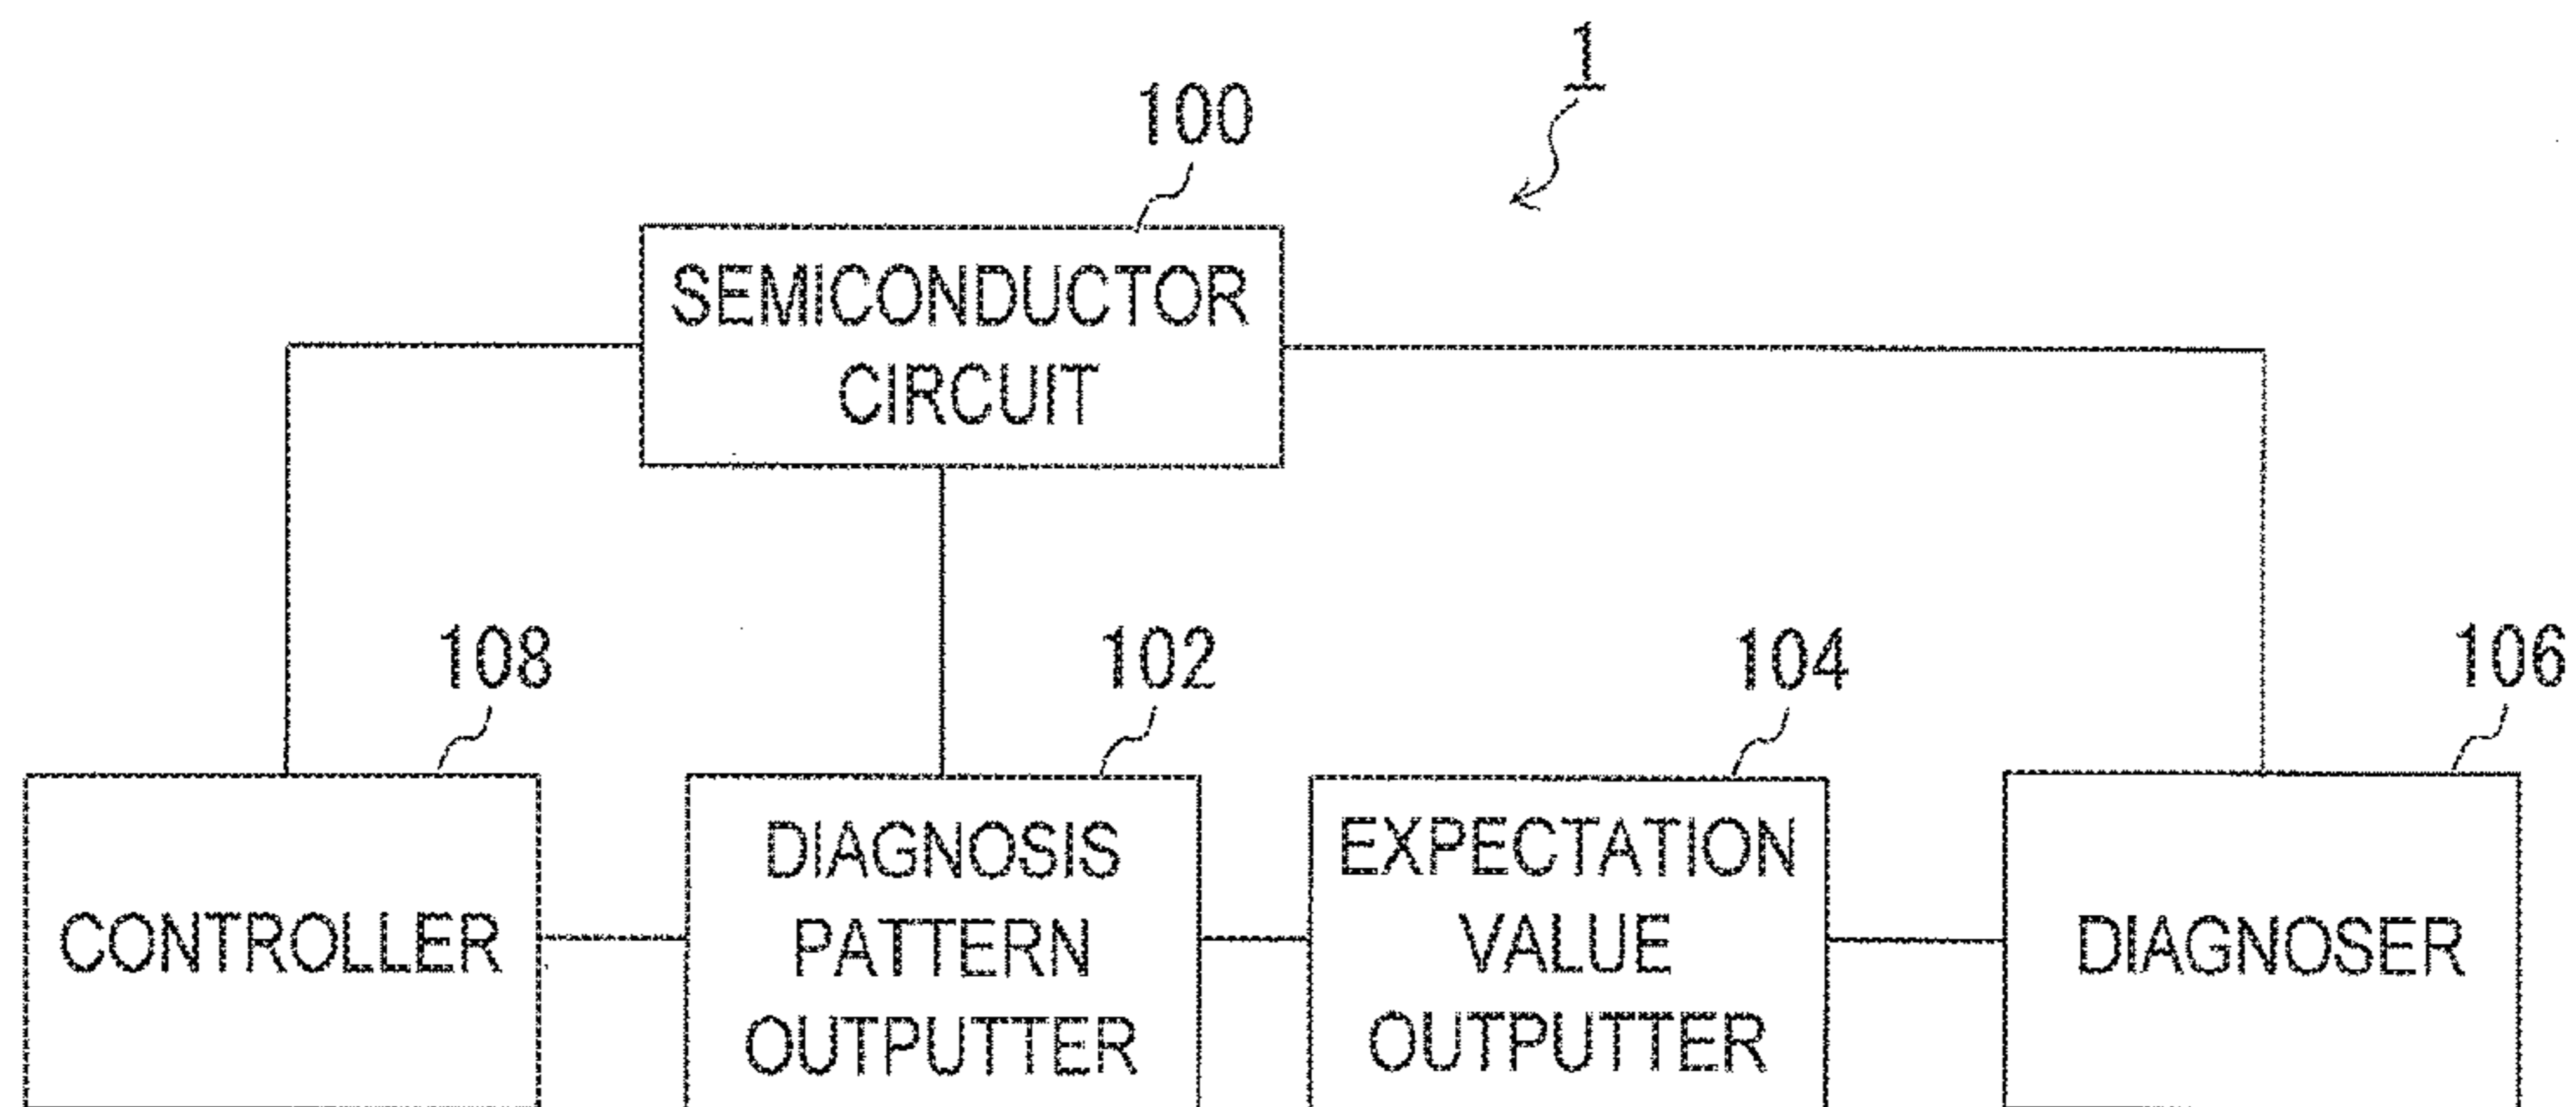 1
100
SEMICONDUCTOR
CIRCUIT
108
102
104
106
CONTROLLER
DIAGNOSIS
PATTERN
OUTPUTTER
EXPECTATION
VALUE
OUTPUTTER
DIAGNOSER